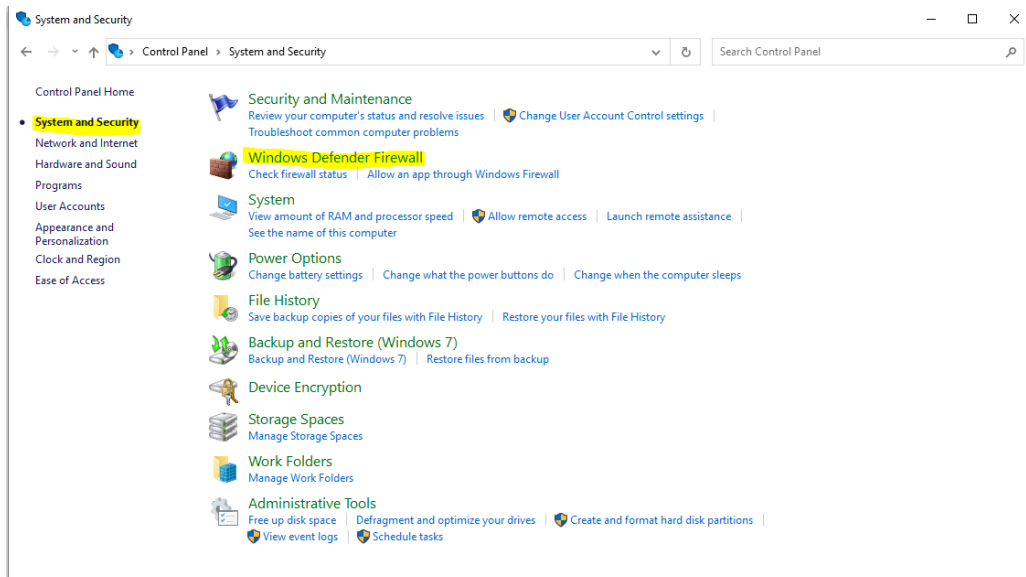 System and Security
Control Panel > System and Security
Search Control Panel
Control Panel Home
System and Security
Network and Internet
Hardware and Sound
Programs
User Accounts
Appearance and
Personalization
Clock and Region
Ease of Access
Security and Maintenance
Review your computer's status and resolve issues | Change User Account Control settings |
Troubleshoot common computer problems
Windows Defender Firewall
Check firewall status | Allow an app through Windows Firewall
System
View amount of RAM and processor speed | Allow remote access | Launch remote assistance |
See the name of this computer
Power Options
Change battery settings | Change what the power buttons do | Change when the computer sleeps
File History
Save backup copies of your files with File History | Restore your files with File History
Backup and Restore (Windows 7)
Backup and Restore (Windows 7) | Restore files from backup
Device Encryption
Storage Spaces
Manage Storage Spaces
Work Folders
Manage Work Folders
Administrative Tools
Free up disk space | Defragment and optimize your drives | Create and format hard disk partitions |
View event logs | Schedule tasks